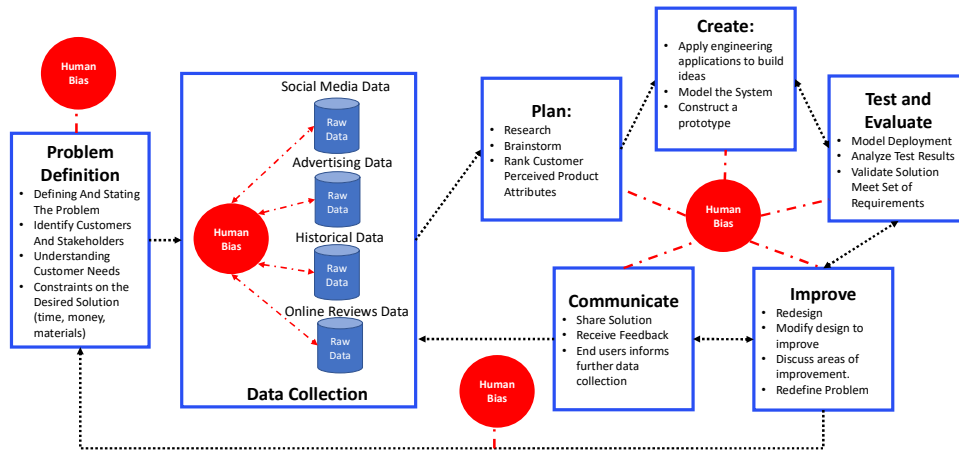 Human
Bias
Problem
Definition
• Defining And Stating
The Problem
• Identify Customers
And Stakeholders
• Understanding
Customer Needs
• Constraints on the
Desired Solution
(time, money,
materials)
Social Media Data
Raw
Data
Advertising Data
Raw
Data
Human
Bias
Historical Data
Raw
Data
Online Reviews Data
Raw
Data
Data Collection
Plan:
• Research
• Brainstorm
• Rank Customer
Perceived Product
Attributes
Create:
• Apply engineering
applications to build
ideas
• Model the System
• Construct a
prototype
Test and
Evaluate
• Model Deployment
• Analyze Test Results
• Validate Solution
Meet Set of
Requirements
Human
Bias
Communicate
• Share Solution
• Receive Feedback
• End users informs
further data
collection
Improve
• Redesign
• Modify design to
improve
• Discuss areas of
improvement.
• Redefine Problem
Human
Bias